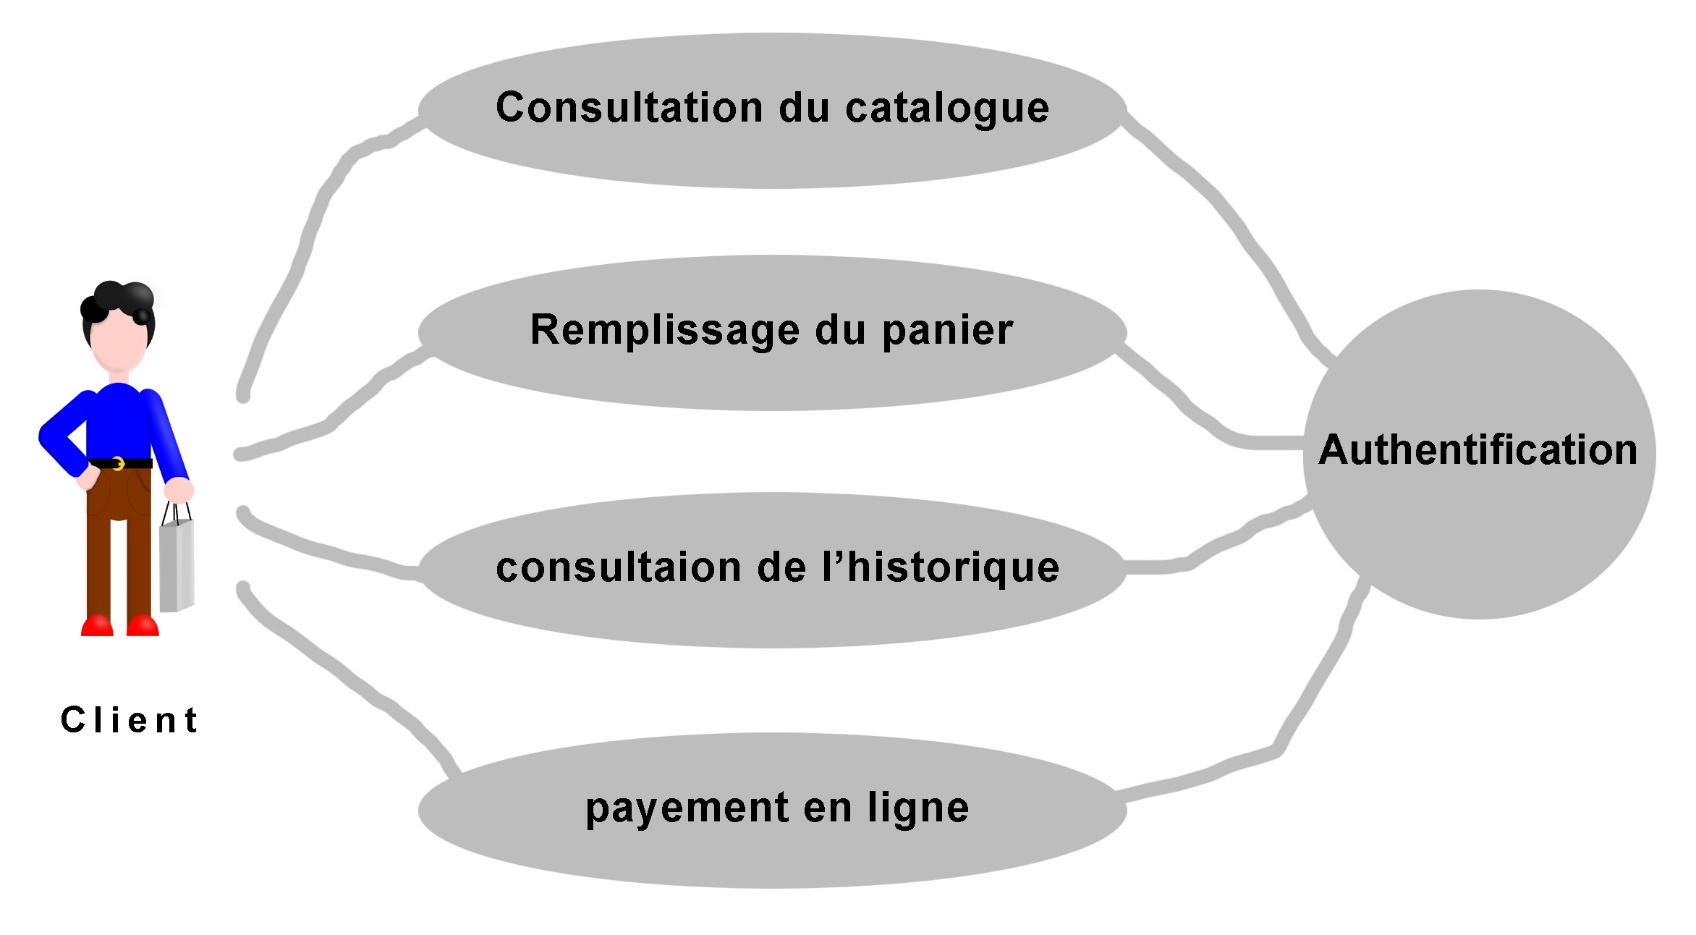 Consultation du catalogue
Remplissage du panier
Authentification
consultaion de l’historique
Client
payement en ligne